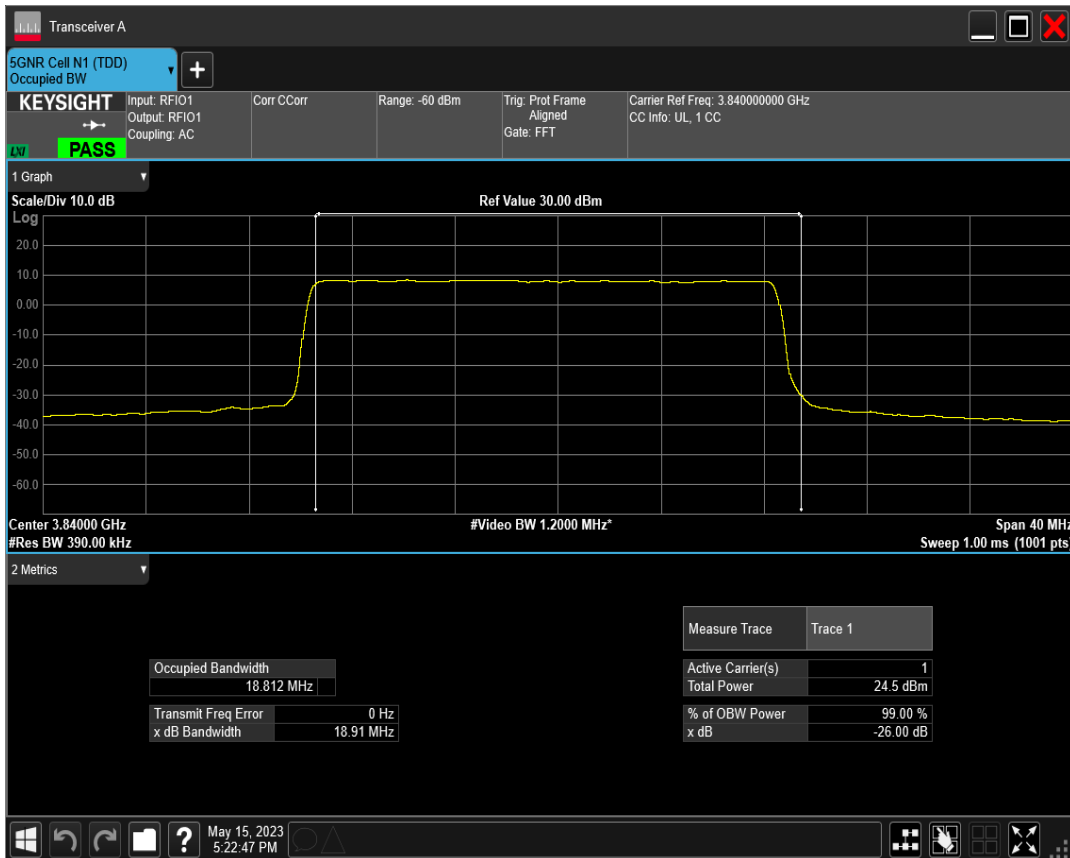 Transceiver A
5GNR Cell N1 (TDD)
Occupied BW
+
KEYSIGHT
LXI
PASS
Input: RFIO1
Output: RFIO1
Coupling: AC
Corr CCorr
Range: -60 dBm
Trig: Prot Frame
Aligned
Gate: FFT
Carrier Ref Freq: 3.840000000 GHz
CC Info: UL, 1 CC
1 Graph
Scale/Div 10.0 dB
Ref Value 30.00 dBm
Log
20.0
10.0
0.00
-10.0
-20.0
-30.0
-40.0
-50.0
-60.0
Center 3.84000 GHz
#Video BW 1.2000 MHz*
Span 40 MHz
#Res BW 390.00 kHz
Sweep 1.00 ms (1001 pts)
2 Metrics
Measure Trace Trace 1
Occupied Bandwidth
18.812 MHz
Active Carrier(s) 1
Total Power 24.5 dBm
Transmit Freq Error 0 Hz
x dB Bandwidth 18.91 MHz
% of OBW Power 99.00 %
x dB -26.00 dB
?
May 15, 2023
5:22:47 PM